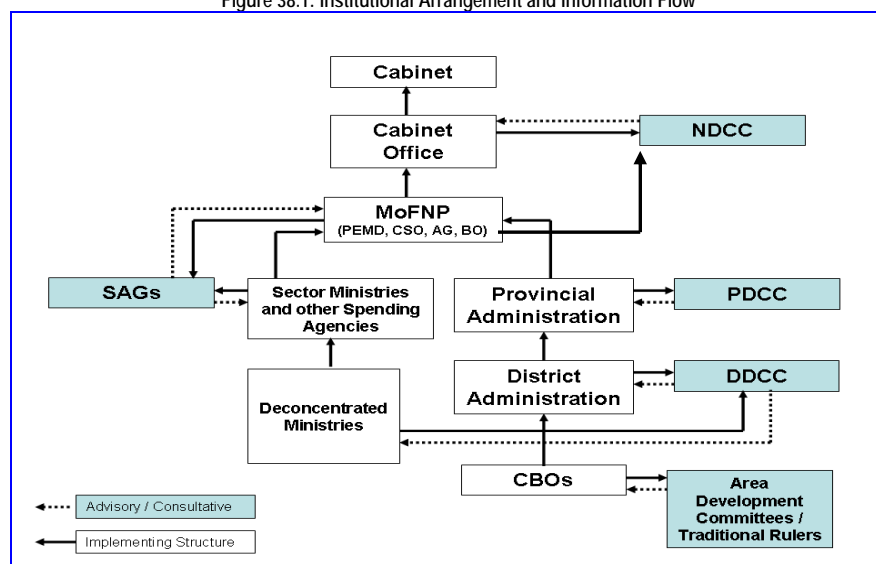 Figure 38.1: Institutional Arrangement and Information Flow
Cabinet
Cabinet
Office
NDCC
MoFNP
(PEMD, CSO, AG, BO)
SAGs
Sector Ministries
and other Spending
Agencies
Provincial
Administration
PDCC
District
Administration
DDCC
Deconcentrated
Ministries
CBOs
Area
Development
Committees /
Traditional Rulers
Advisory / Consultative
Implementing Structure